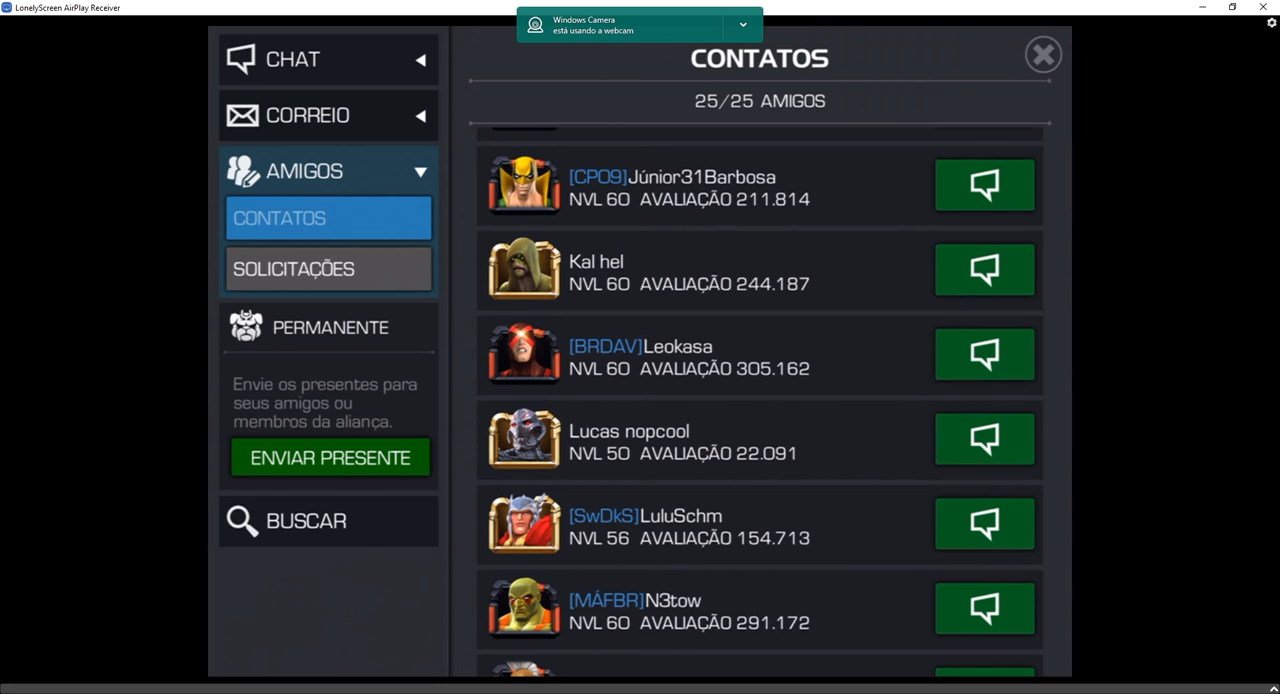 LonelyScreen AirPlay Receiver
Windows Camera
está usando a webcam
CHAT
CORREIO
AMIGOS
CONTATOS
SOLICITAÇÕES
PERMANENTE
Envie os presentes para
seus amigos ou
membros da aliança.
ENVIAR PRESENTE
BUSCAR
CONTATOS
25/25 AMIGOS
[CPO9]Júnior31Barbosa
NVL 60 AVALIAÇÃO 211.814
Kal hel
NVL 60 AVALIAÇÃO 244.187
[BRDAV]Leokasa
NVL 60 AVALIAÇÃO 305.162
Lucas nopcool
NVL 50 AVALIAÇÃO 22.091
[SwDkS]LuluSchm
NVL 56 AVALIAÇÃO 154.713
[MÁFBR]N3tow
NVL 60 AVALIAÇÃO 291.172